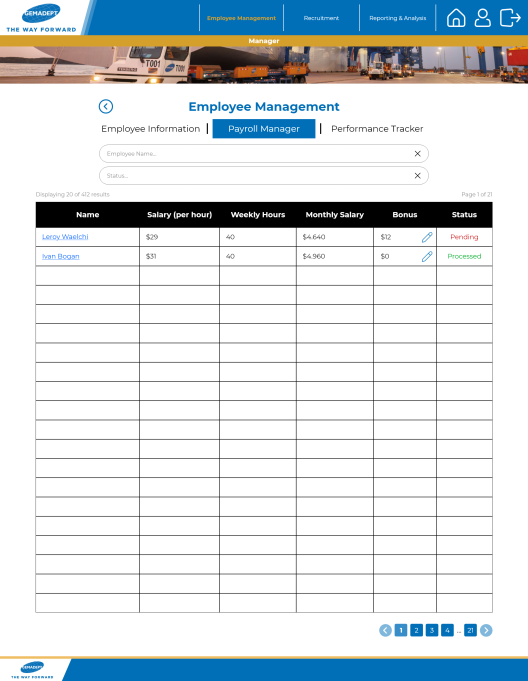 GEMADEPT
THE WAY FORWARD
Employee Management
Recruitment
Reporting & Analysis
Manager
T001
T001
Employee Management
Employee Information
Payroll Manager
Performance Tracker
Employee Name...
Status...
Displaying 20 of 412 results
Page 1 of 21
Name Salary (per hour) Weekly Hours Monthly Salary Bonus Status
Leroy Waelchi $29 40 $4.640 $12 Pending
Ivan Bogan $31 40 $4.960 $0 Processed
1 2 3 4 ... 21
GEMADEPT
THE WAY FORWARD